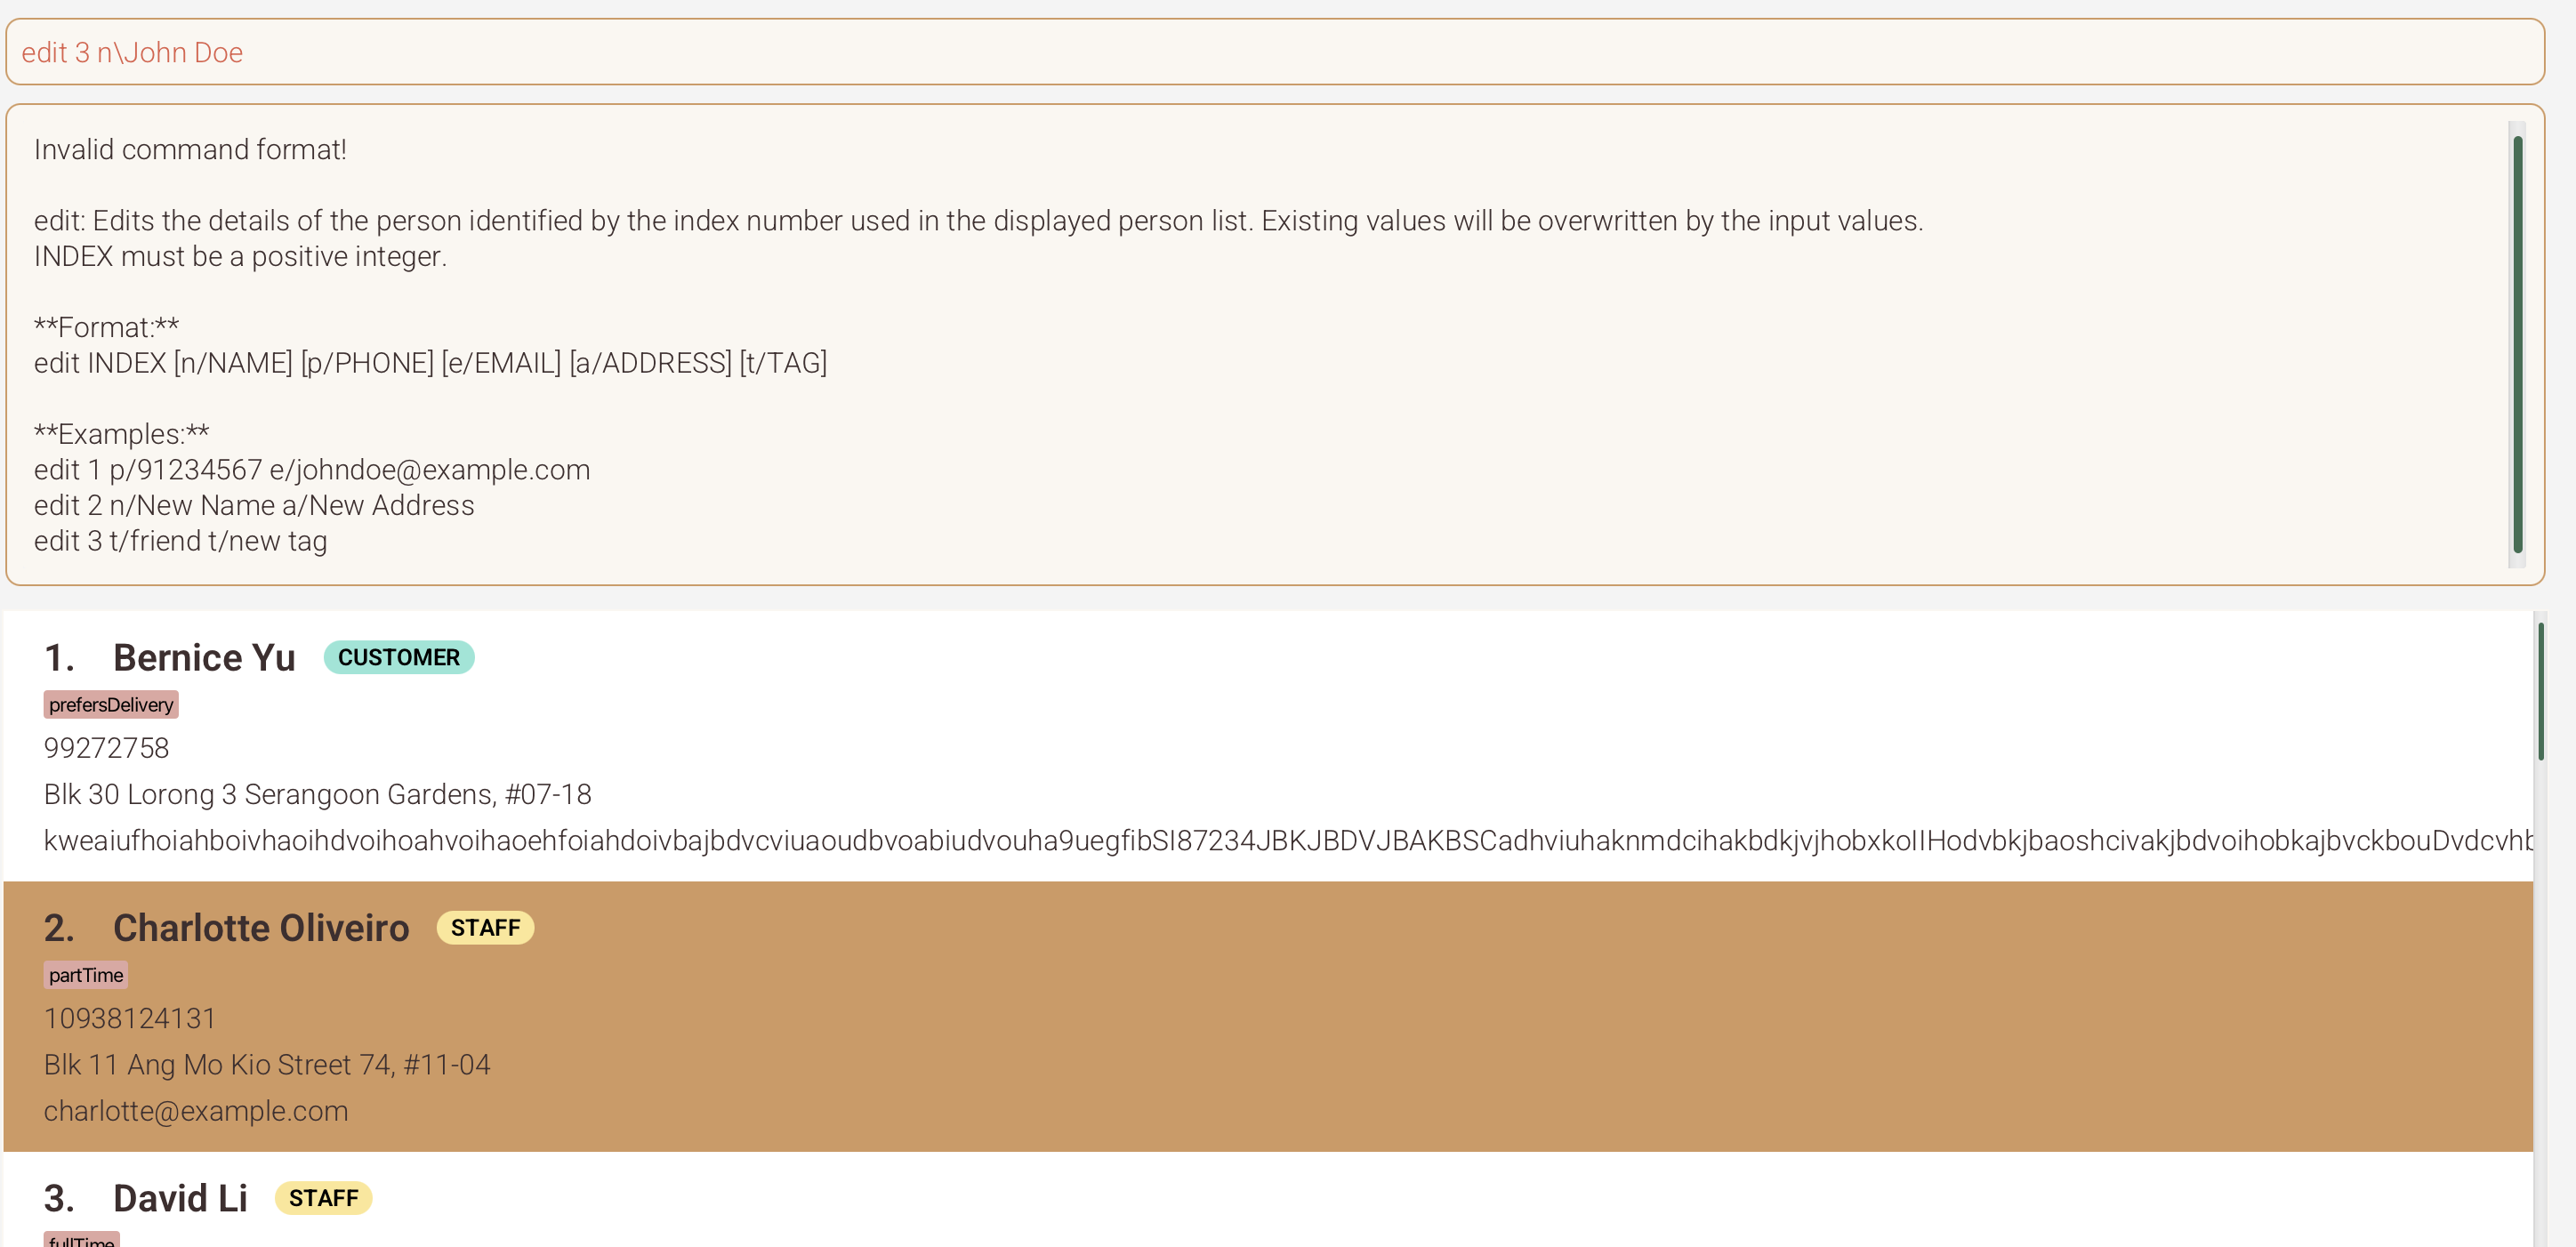 edit 3 n\John Doe
Invalid command format!
edit: Edits the details of the person identified by the index number used in the displayed person list. Existing values will be overwritten by the input values.
INDEX must be a positive integer.
**Format:**
edit INDEX [n/NAME] [p/PHONE] [e/EMAIL] [a/ADDRESS] [t/TAG]
**Examples:**
edit 1 p/91234567 e/johndoe@example.com
edit 2 n/New Name a/New Address
edit 3 t/friend t/new tag
1. Bernice Yu CUSTOMER
prefersDelivery
99272758
Blk 30 Lorong 3 Serangoon Gardens, #07-18
2. Charlotte Oliveiro STAFF
partTime
10938124131
Blk 11 Ang Mo Kio Street 74, #11-04
charlotte@example.com
3. David Li STAFF
fullTime